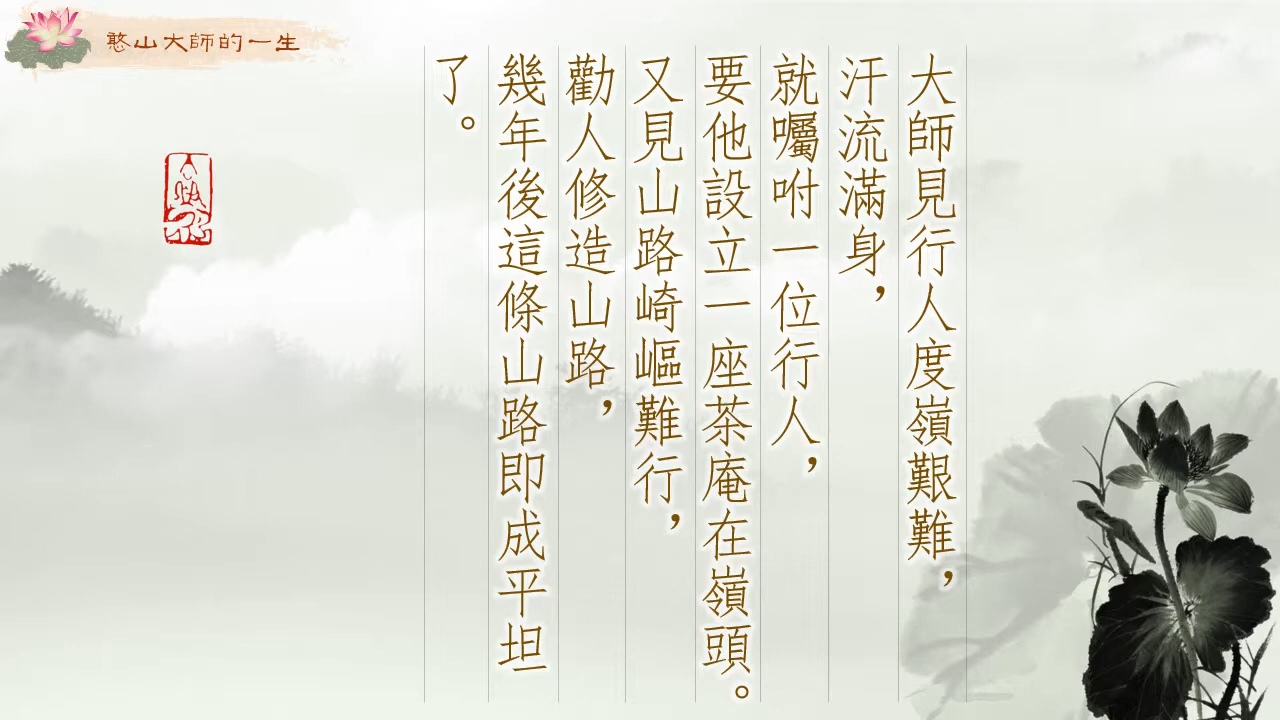 憨山大師的一生
大師見行人度嶺艱難，
汗流滿身，
就囑咐一位行人，
要他設立一座茶庵在嶺頭。
又見山路崎嶇難行，
勸人修造山路，
幾年後這條山路即成平坦
了。